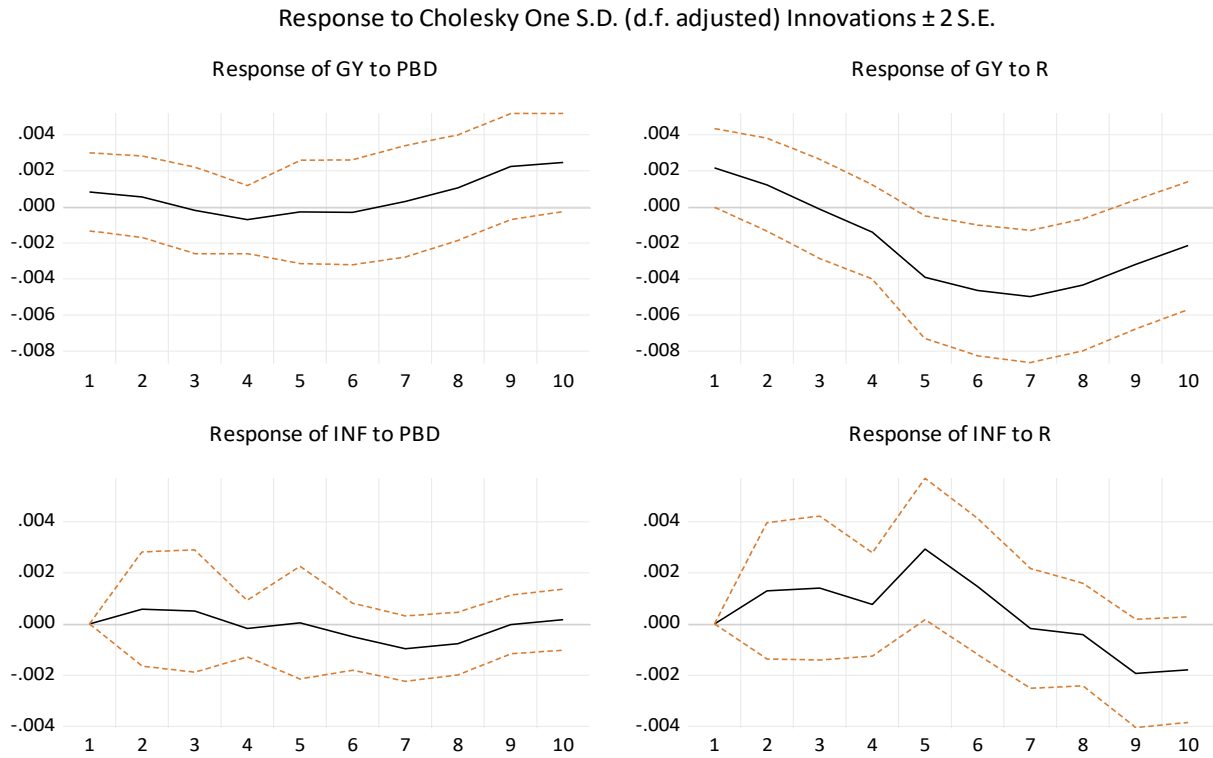 Response to Cholesky One S.D. (d.f. adjusted) Innovations ± 2 S.E.
Response of GY to PBD
.004
.002
.000
-.002
-.004
-.006
-.008
1 2 3 4 5 6 7 8 9 10
Response of GY to R
.004
.002
.000
-.002
-.004
-.006
-.008
1 2 3 4 5 6 7 8 9 10
Response of INF to PBD
.004
.002
.000
-.002
-.004
1 2 3 4 5 6 7 8 9 10
Response of INF to R
.004
.002
.000
-.002
-.004
1 2 3 4 5 6 7 8 9 10